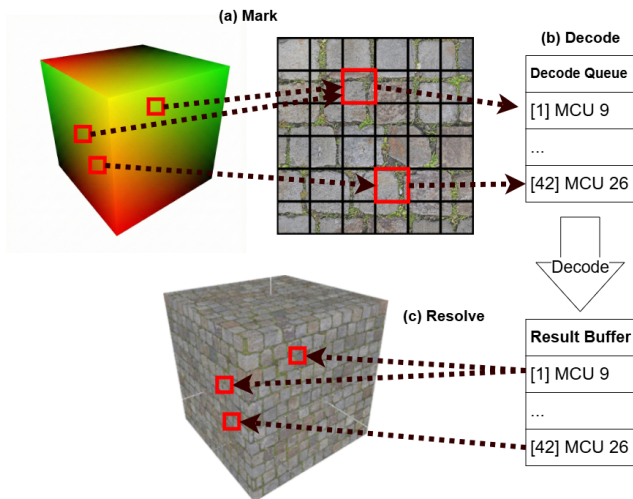 (a) Mark
(b) Decode
Decode Queue
[1] MCU 9
...
[42] MCU 26
Decode
(c) Resolve
Result Buffer
[1] MCU 9
...
[42] MCU 26